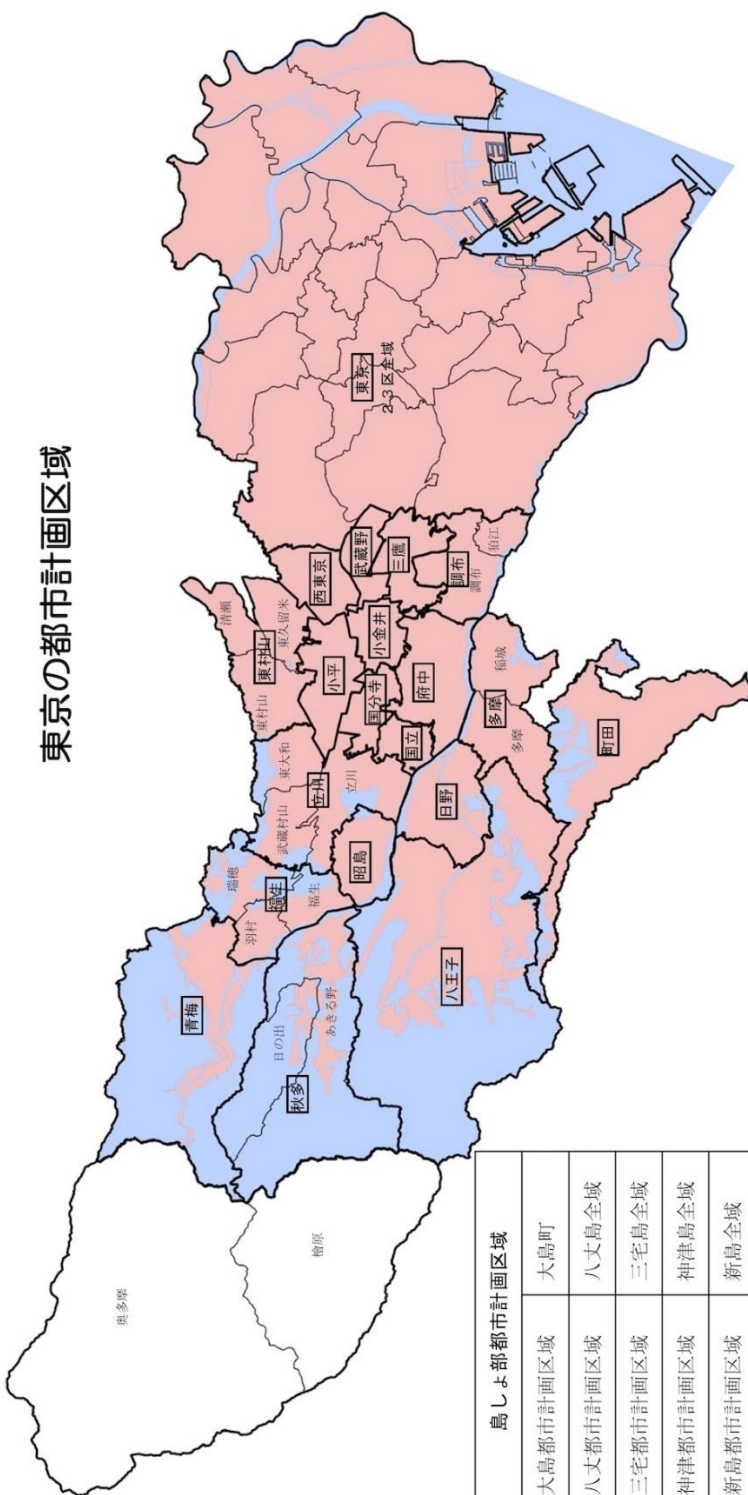 東京の都市計画区域
奥多摩
檜原
青梅
日の出
秋多
あきる野
瑞穂
羽村
福生
福生
武蔵村山
東大和
立川
立川
昭島
八王子
日野
東村山
清瀬
東村山
東久留米
小平
西東京
国分寺
小金井
武蔵野
三鷹
国立
府中
調布
調布
狛江
多摩
稲城
多摩
町田
東京
23区全域
島しょ部都市計画区域
大島都市計画区域 大島町
八丈都市計画区域 八丈島全域
三宅都市計画区域 三宅島全域
神津都市計画区域 神津島全域
新島都市計画区域 新島全域